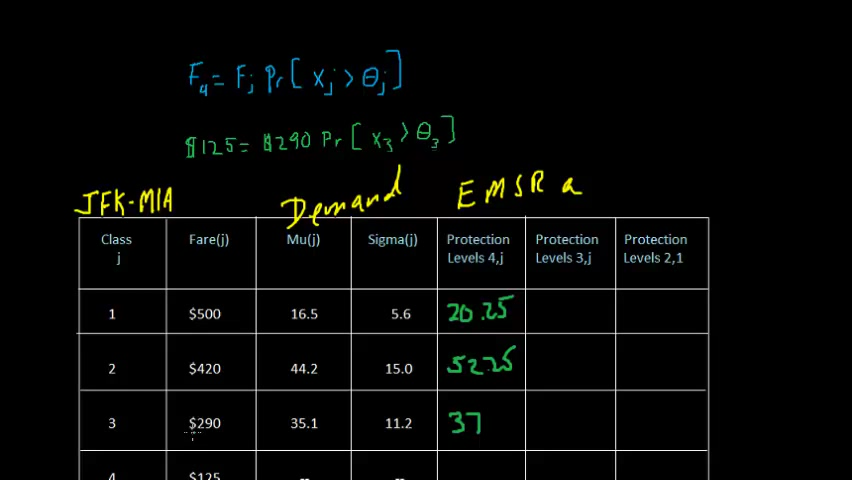 F4 = Fj Pr[ xj > θj ]
$125 = $290 Pr[ x3 > θ3 ]
JFK-MIA Demand EMSR a
Class j Fare(j) Mu(j) Sigma(j) Protection Levels 4,j Protection Levels 3,j Protection Levels 2,1
1 $500 16.5 5.6 20.25
2 $420 44.2 15.0 52.25
3 $290 35.1 11.2 37
4 $125 -- --